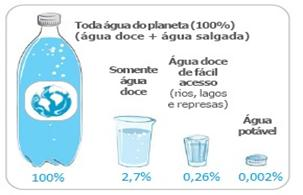 Toda água do planeta (100%)
(água doce + água salgada)
Somente
água
doce
Água doce
de fácil
acesso
(rios, lagos
e represas)
Água
potável
100%
2,7%
0,26%
0,002%